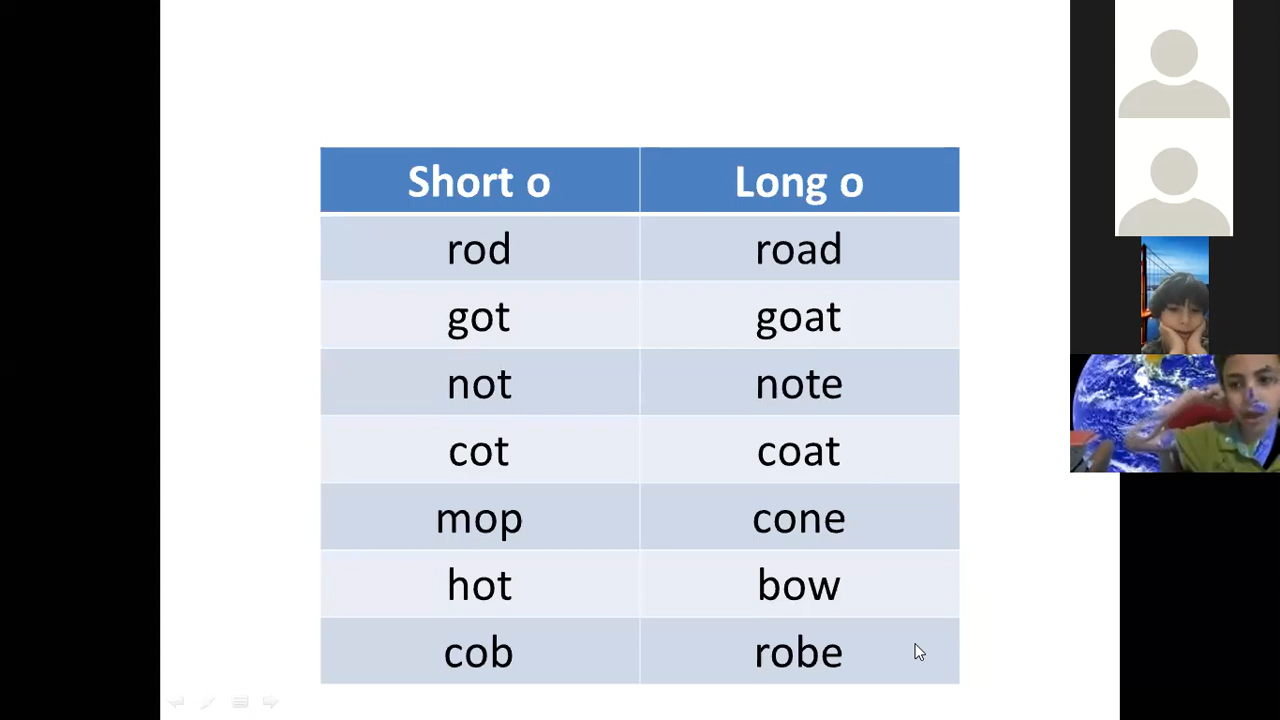 Short o Long o
rod road
got goat
not note
cot coat
mop cone
hot bow
cob robe